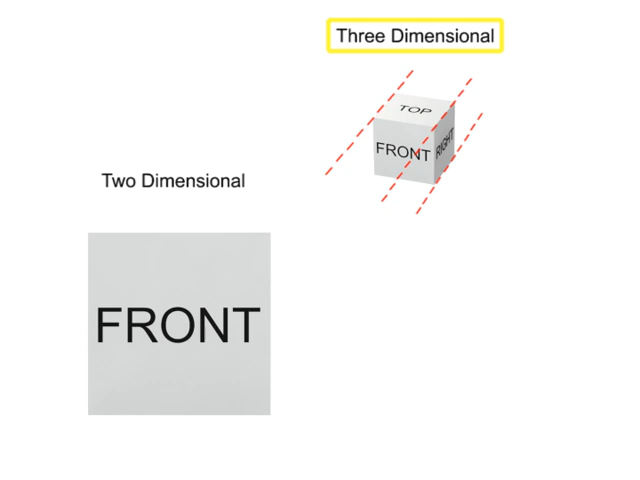 Three Dimensional
TOP
FRONT
RIGHT
Two Dimensional
FRONT